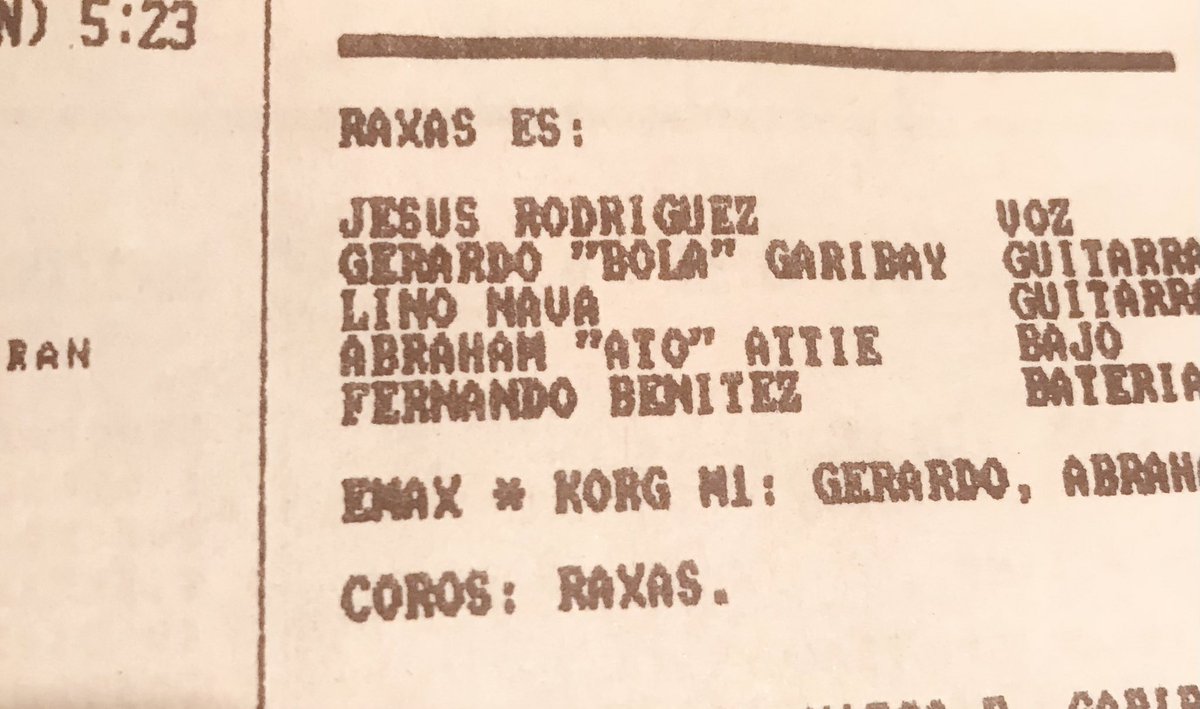 N) 5:23
RAN
RAXAS ES:
JESUS RODRIGUEZ VOZ
GERARDO "BOLA" GARIBAY GUITARRA
LINO NAVA GUITARRA
ABRAHAM "ATO" ATTIE BAJO
FERNANDO BENITEZ BATERIA
EMAX * KORG M1: GERARDO, ABRAHA
COROS: RAXAS.